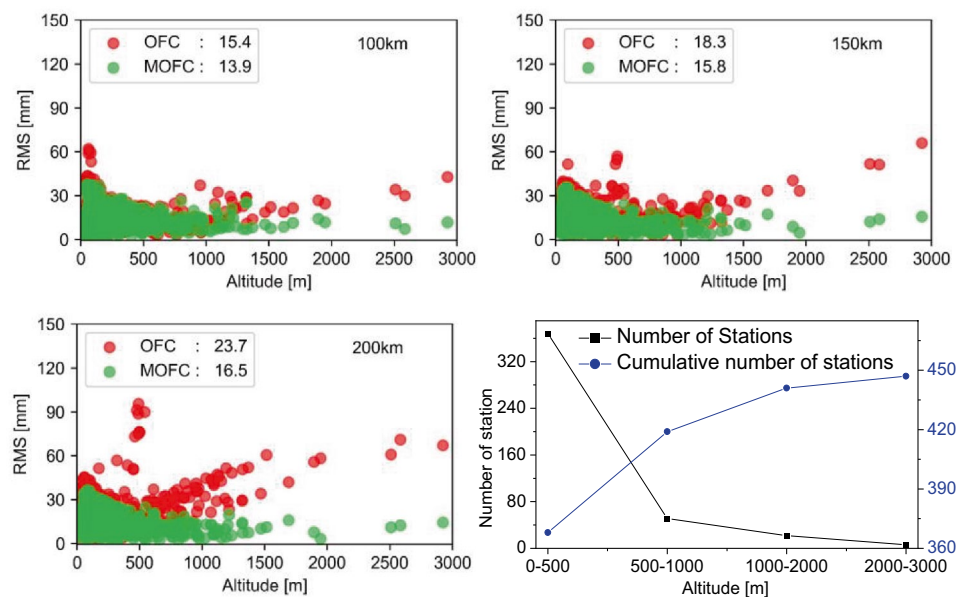 150
120
90
60
30
0
RMS [mm]
OFC : 15.4
MOFC : 13.9
100km
0 500 1000 1500 2000 2500 3000
Altitude [m]
150
120
90
60
30
0
RMS [mm]
OFC : 18.3
MOFC : 15.8
150km
0 500 1000 1500 2000 2500 3000
Altitude [m]
150
120
90
60
30
0
RMS [mm]
OFC : 23.7
MOFC : 16.5
200km
0 500 1000 1500 2000 2500 3000
Altitude [m]
320
240
160
80
0
Number of station
Number of Stations
Cumulative number of stations
450
420
390
360
0-500 500-1000 1000-2000 2000-3000
Altitude [m]